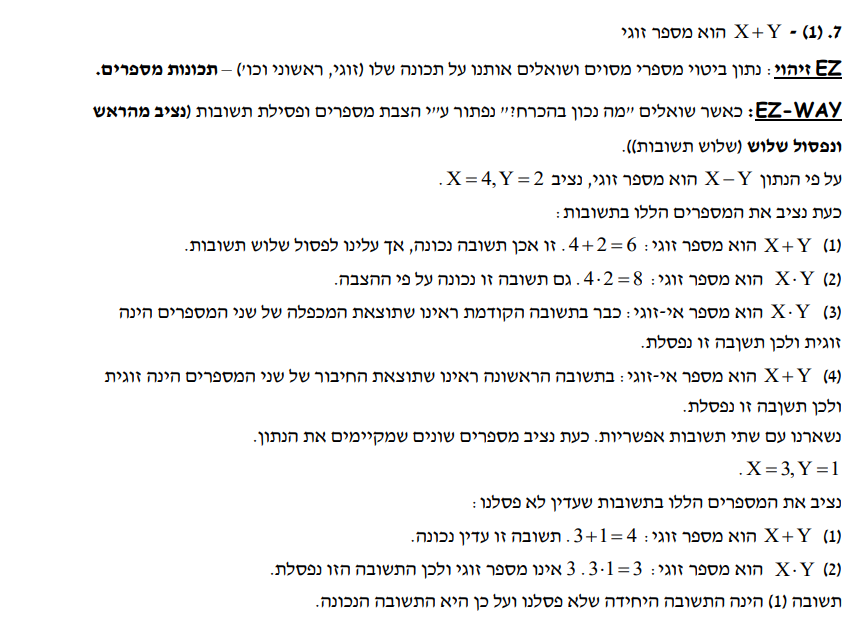 7. (1) - X+Y הוא מספר זוגי
EZ זיהוי: נתון ביטוי מספרי מסוים ושואלים אותנו על תכונה שלו (זוגי, ראשוני וכו') – תכונות מספרים.
EZ-WAY: כאשר שואלים "מה נכון בהכרח?" נפתור ע"י הצבת מספרים ופסילת תשובות (נציב מהראש
ונפסול שלוש (שלוש תשובות)).
על פי הנתון X−Y הוא מספר זוגי, נציב X=4, Y=2.
כעת נציב את המספרים הללו בתשובות:
(1) X+Y הוא מספר זוגי: 4+2=6. זו אכן תשובה נכונה, אך עלינו לפסול שלוש תשובות.
(2) X·Y הוא מספר זוגי: 4·2=8. גם תשובה זו נכונה על פי ההצבה.
(3) X·Y הוא מספר אי-זוגי: כבר בתשובה הקודמת ראינו שתוצאת המכפלה של שני המספרים הינה
זוגית ולכן תשןבה זו נפסלת.
(4) X+Y הוא מספר אי-זוגי: בתשובה הראשונה ראינו שתוצאת החיבור של שני המספרים הינה זוגית
ולכן תשןבה זו נפסלת.
נשארנו עם שתי תשובות אפשריות. כעת נציב מספרים שונים שמקיימים את הנתון.
X=3, Y=1.
נציב את המספרים הללו בתשובות שעדין לא פסלנו:
(1) X+Y הוא מספר זוגי: 3+1=4. תשובה זו עדין נכונה.
(2) X·Y הוא מספר זוגי: 3·1=3. 3 אינו מספר זוגי ולכן התשובה הזו נפסלת.
תשובה (1) הינה התשובה היחידה שלא פסלנו ועל כן היא התשובה הנכונה.